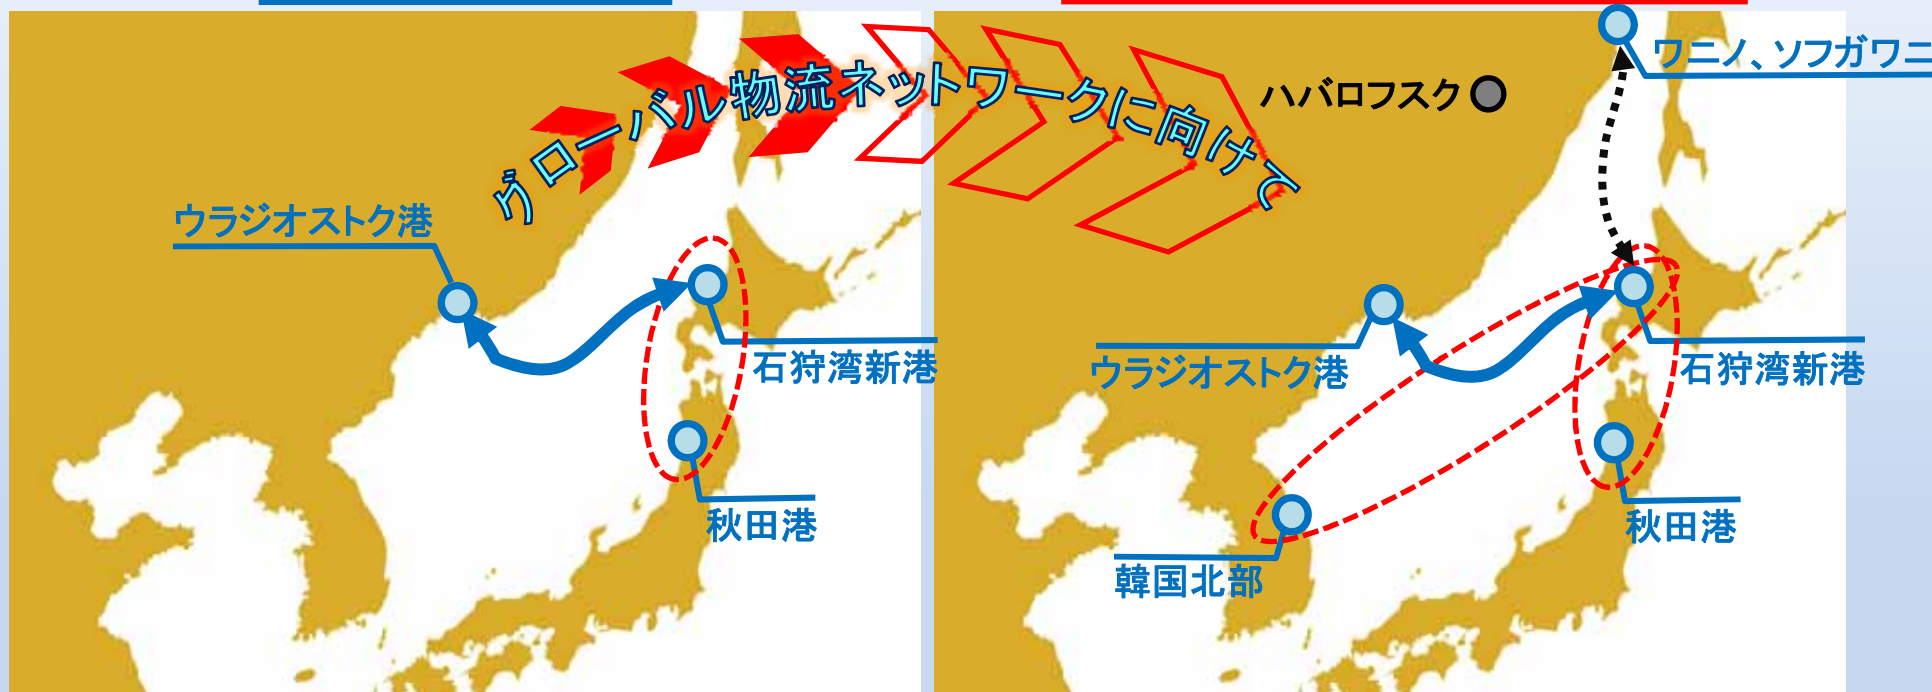 グローバル物流ネットワークに向けて
ウラジオストク港
石狩湾新港
秋田港
ワニノ、ソフガワニ
ハバロフスク
ウラジオストク港
石狩湾新港
秋田港
韓国北部